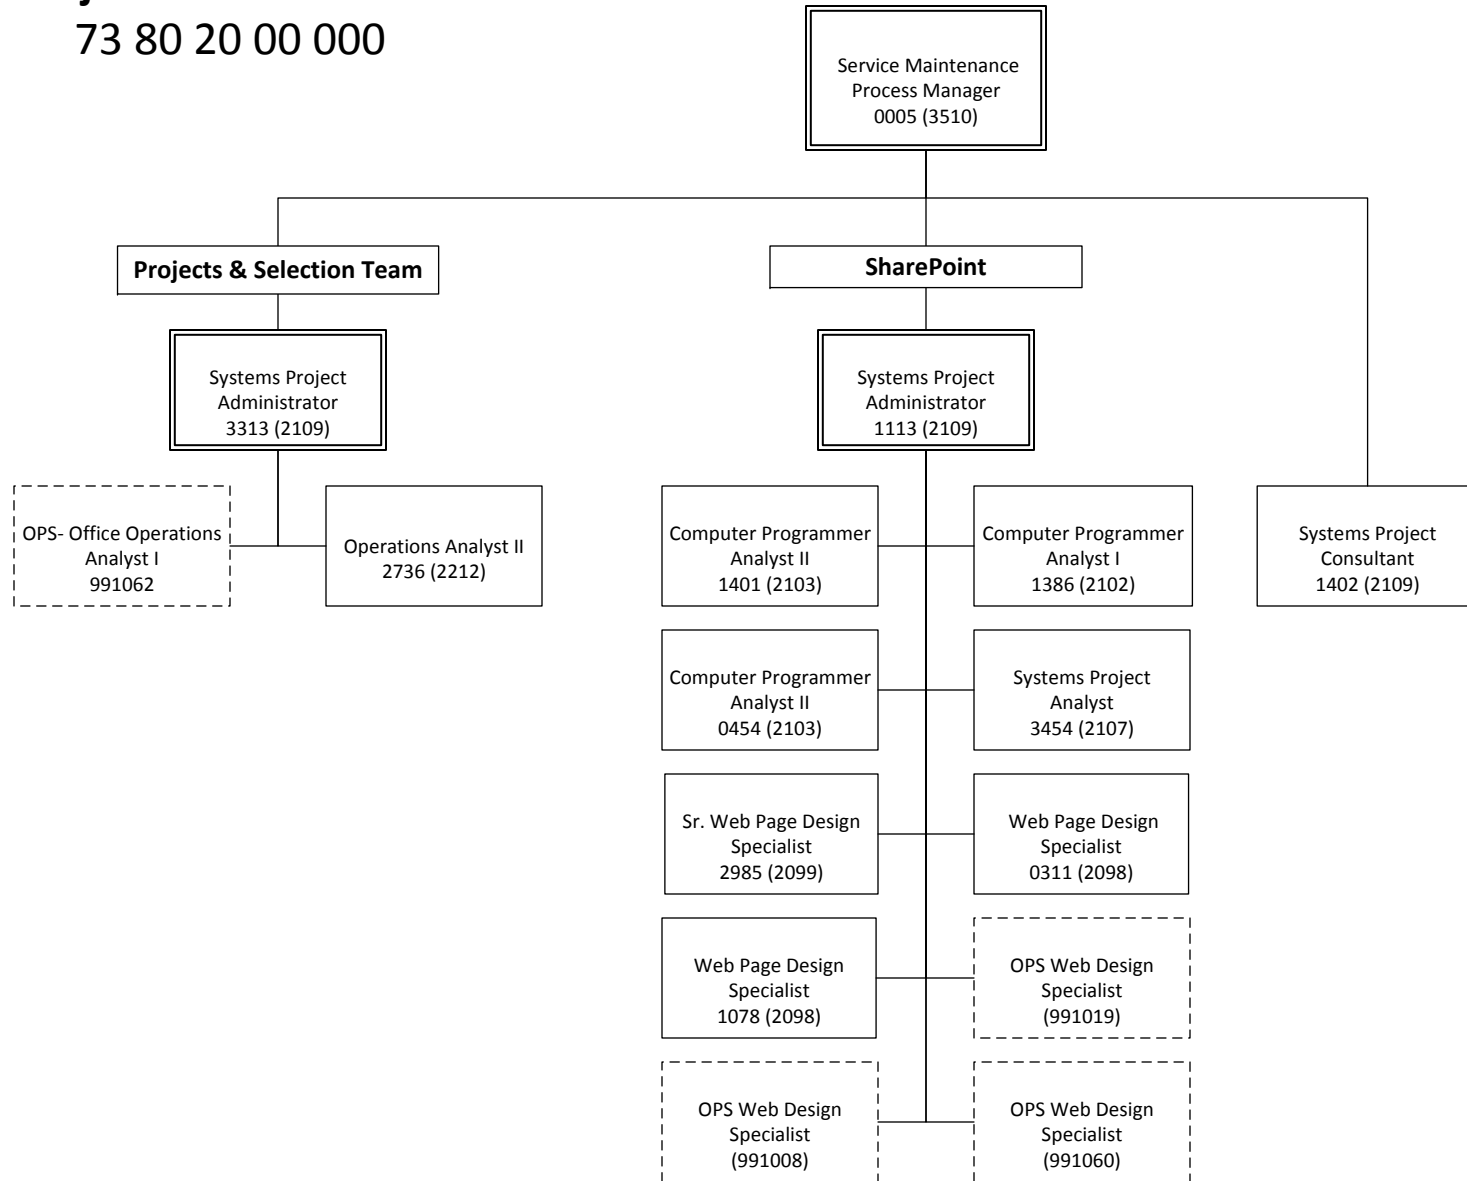 73 80 20 00 000
Service Maintenance
Process Manager
0005 (3510)
Projects & Selection Team
SharePoint
Systems Project
Administrator
3313 (2109)
Systems Project
Administrator
1113 (2109)
OPS- Office Operations
Analyst I
991062
Operations Analyst II
2736 (2212)
Computer Programmer
Analyst II
1401 (2103)
Computer Programmer
Analyst I
1386 (2102)
Systems Project
Consultant
1402 (2109)
Computer Programmer
Analyst II
0454 (2103)
Systems Project
Analyst
3454 (2107)
Sr. Web Page Design
Specialist
2985 (2099)
Web Page Design
Specialist
0311 (2098)
Web Page Design
Specialist
1078 (2098)
OPS Web Design
Specialist
(991019)
OPS Web Design
Specialist
(991008)
OPS Web Design
Specialist
(991060)